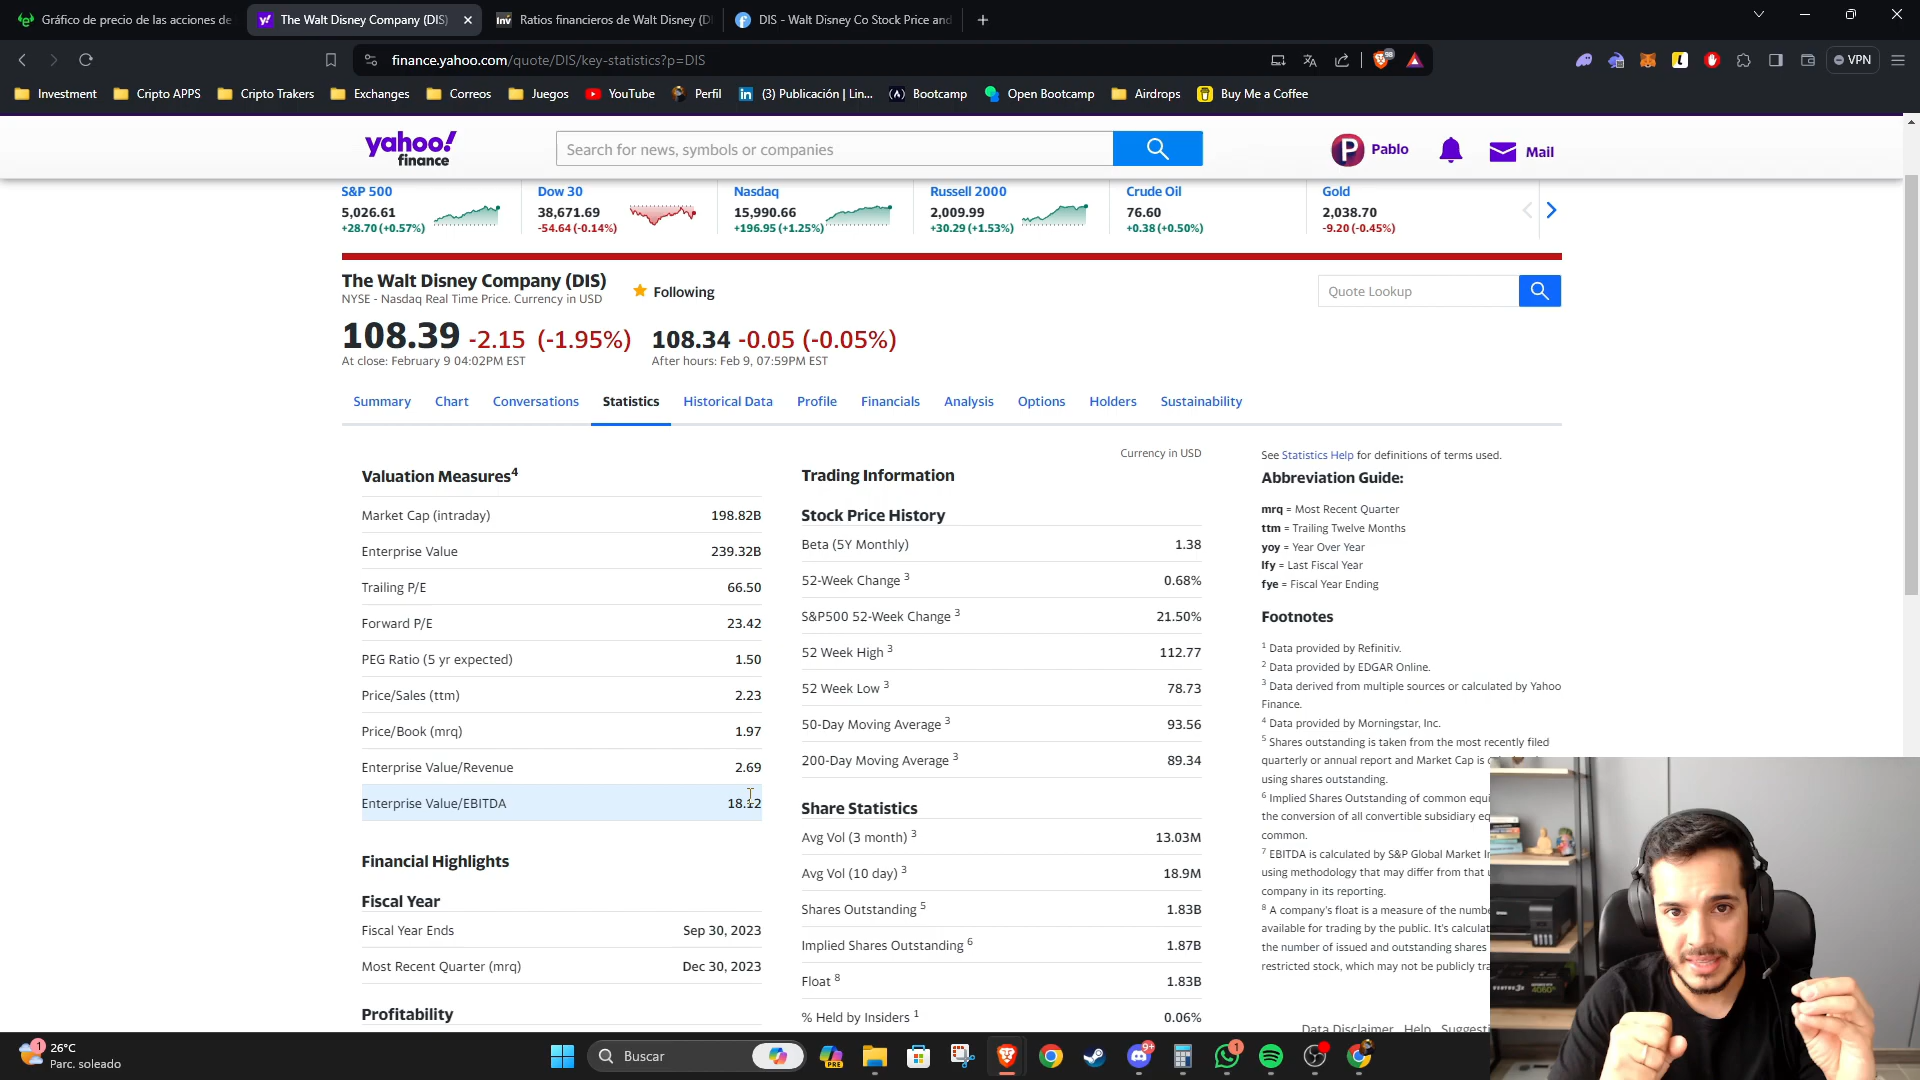 Gráfico de precio de las acciones de
The Walt Disney Company (DIS)
Ratios financieros de Walt Disney (D
DIS - Walt Disney Co Stock Price and
finance.yahoo.com/quote/DIS/key-statistics?p=DIS
98
VPN
Investment
Cripto APPS
Cripto Trakers
Exchanges
Correos
Juegos
YouTube
Perfil
(3) Publicación | Lin...
Bootcamp
Open Bootcamp
Airdrops
Buy Me a Coffee
yahoo!
finance
Search for news, symbols or companies
P
Pablo
Mail
S&P 500
5,026.61
+28.70 (+0.57%)
Dow 30
38,671.69
-54.64 (-0.14%)
Nasdaq
15,990.66
+196.95 (+1.25%)
Russell 2000
2,009.99
+30.29 (+1.53%)
Crude Oil
76.60
+0.38 (+0.50%)
Gold
2,038.70
-9.20 (-0.45%)
The Walt Disney Company (DIS)
NYSE - Nasdaq Real Time Price. Currency in USD
Following
Quote Lookup
108.39 -2.15 (-1.95%)
At close: February 9 04:02PM EST
108.34 -0.05 (-0.05%)
After hours: Feb 9, 07:59PM EST
Summary
Chart
Conversations
Statistics
Historical Data
Profile
Financials
Analysis
Options
Holders
Sustainability
Currency in USD
Valuation Measures4
Market Cap (intraday) 198.82B
Enterprise Value 239.32B
Trailing P/E 66.50
Forward P/E 23.42
PEG Ratio (5 yr expected) 1.50
Price/Sales (ttm) 2.23
Price/Book (mrq) 1.97
Enterprise Value/Revenue 2.69
Enterprise Value/EBITDA 18.12
Financial Highlights
Fiscal Year
Fiscal Year Ends Sep 30, 2023
Most Recent Quarter (mrq) Dec 30, 2023
Profitability
Trading Information
Stock Price History
Beta (5Y Monthly) 1.38
52-Week Change 3 0.68%
S&P500 52-Week Change 3 21.50%
52 Week High 3 112.77
52 Week Low 3 78.73
50-Day Moving Average 3 93.56
200-Day Moving Average 3 89.34
Share Statistics
Avg Vol (3 month) 3 13.03M
Avg Vol (10 day) 3 18.9M
Shares Outstanding 5 1.83B
Implied Shares Outstanding 6 1.87B
Float 8 1.83B
% Held by Insiders 1 0.06%
See Statistics Help for definitions of terms used.
Abbreviation Guide:
mrq = Most Recent Quarter
ttm = Trailing Twelve Months
yoy = Year Over Year
lfy = Last Fiscal Year
fye = Fiscal Year Ending
Footnotes
1 Data provided by Refinitiv.
2 Data provided by EDGAR Online.
3 Data derived from multiple sources or calculated by Yahoo
Finance.
4 Data provided by Morningstar, Inc.
5 Shares outstanding is taken from the most recently filed
quarterly or annual report and Market Cap is
using shares outstanding.
6 Implied Shares Outstanding of common equi
the conversion of all convertible subsidiary eq
common.
7 EBITDA is calculated by S&P Global Market I
using methodology that may differ from that
company in its reporting.
8 A company's float is a measure of the numb
available for trading by the public. It's calculat
the number of issued and outstanding shares
restricted stock, which may not be publicly tra
Data Disclaimer Help Suggesti
1
26°C
Parc. soleado
Buscar
PRE
9+
1